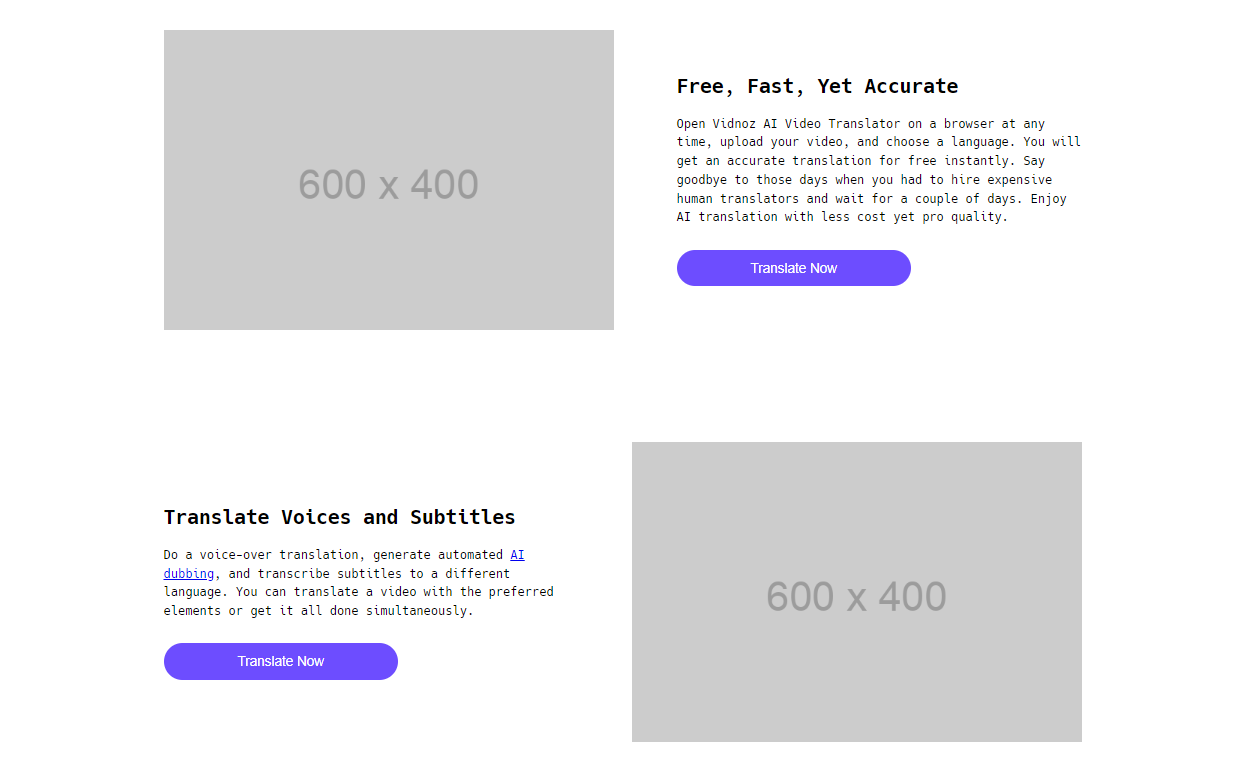 600 x 400
Free, Fast, Yet Accurate
Open Vidnoz AI Video Translator on a browser at any
time, upload your video, and choose a language. You will
get an accurate translation for free instantly. Say
goodbye to those days when you had to hire expensive
human translators and wait for a couple of days. Enjoy
AI translation with less cost yet pro quality.
Translate Now
Translate Voices and Subtitles
Do a voice-over translation, generate automated AI
dubbing, and transcribe subtitles to a different
language. You can translate a video with the preferred
elements or get it all done simultaneously.
Translate Now
600 x 400